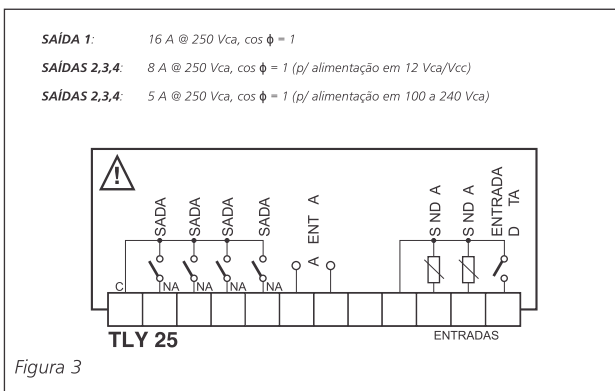 SAÍDA 1: 16 A @ 250 Vca, cos ϕ = 1
SAÍDAS 2,3,4: 8 A @ 250 Vca, cos ϕ = 1 (p/ alimentação em 12 Vca/Vcc)
SAÍDAS 2,3,4: 5 A @ 250 Vca, cos ϕ = 1 (p/ alimentação em 100 a 240 Vca)
SADA
SADA
SADA
SADA
A ENT A
S ND A
S ND A
ENTRADA
D TA
C NA NA NA NA
TLY 25
ENTRADAS
Figura 3